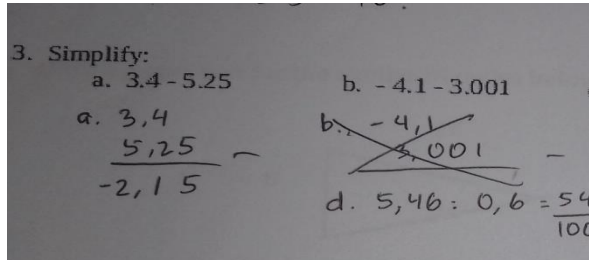 3. Simplify:
a. 3.4 - 5.25
b. - 4.1 - 3.001
a. 3,4
5,25 -
-2,15
b. - 4,1
3,001 -
d. 5,46 : 0,6 = 54
100